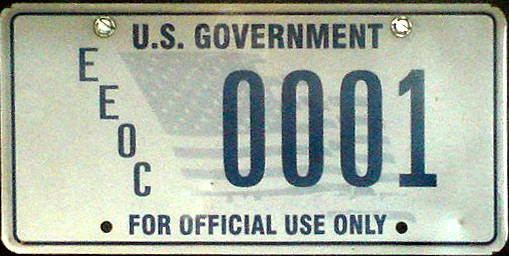 U.S. GOVERNMENT
EEOC
0001
FOR OFFICIAL USE ONLY